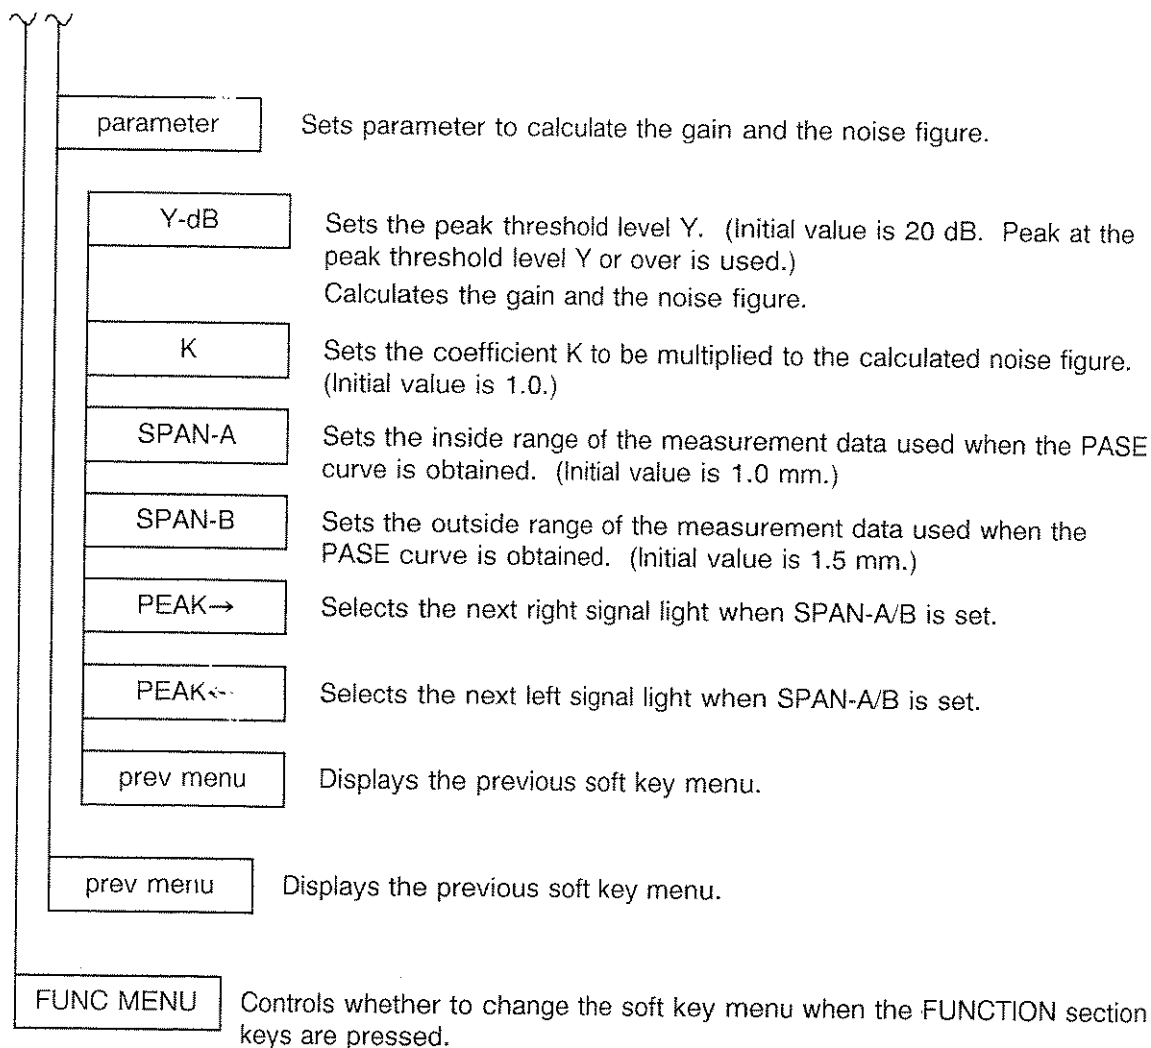 parameter Sets parameter to calculate the gain and the noise figure.
Y-dB Sets the peak threshold level Y. (Initial value is 20 dB. Peak at the
peak threshold level Y or over is used.)
Calculates the gain and the noise figure.
K Sets the coefficient K to be multiplied to the calculated noise figure.
(Initial value is 1.0.)
SPAN-A Sets the inside range of the measurement data used when the PASE
curve is obtained. (Initial value is 1.0 mm.)
SPAN-B Sets the outside range of the measurement data used when the
PASE curve is obtained. (Initial value is 1.5 mm.)
PEAK→ Selects the next right signal light when SPAN-A/B is set.
PEAK← Selects the next left signal light when SPAN-A/B is set.
prev menu Displays the previous soft key menu.
prev menu Displays the previous soft key menu.
FUNC MENU Controls whether to change the soft key menu when the FUNCTION section
keys are pressed.